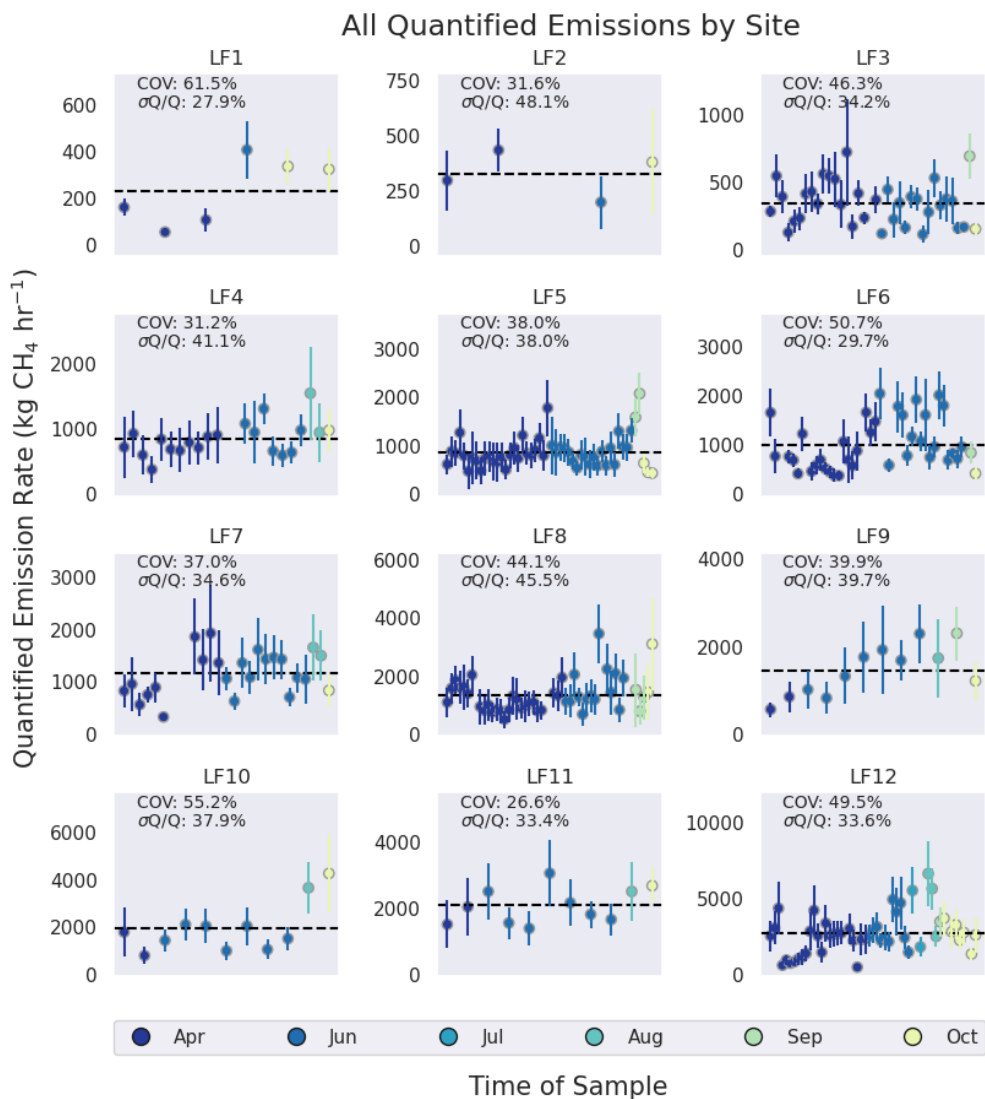 All Quantified Emissions by Site
Quantified Emission Rate (kg CH₄ hr⁻¹)
LF1
COV: 61.5%
σQ/Q: 27.9%
600
400
200
0
LF2
COV: 31.6%
σQ/Q: 48.1%
750
500
250
0
LF3
COV: 46.3%
σQ/Q: 34.2%
1000
500
0
LF4
COV: 31.2%
σQ/Q: 41.1%
2000
1000
0
LF5
COV: 38.0%
σQ/Q: 38.0%
3000
2000
1000
0
LF6
COV: 50.7%
σQ/Q: 29.7%
3000
2000
1000
0
LF7
COV: 37.0%
σQ/Q: 34.6%
3000
2000
1000
0
LF8
COV: 44.1%
σQ/Q: 45.5%
6000
4000
2000
0
LF9
COV: 39.9%
σQ/Q: 39.7%
4000
2000
0
LF10
COV: 55.2%
σQ/Q: 37.9%
6000
4000
2000
0
LF11
COV: 26.6%
σQ/Q: 33.4%
4000
2000
0
LF12
COV: 49.5%
σQ/Q: 33.6%
10000
5000
0
Apr Jun Jul Aug Sep Oct
Time of Sample